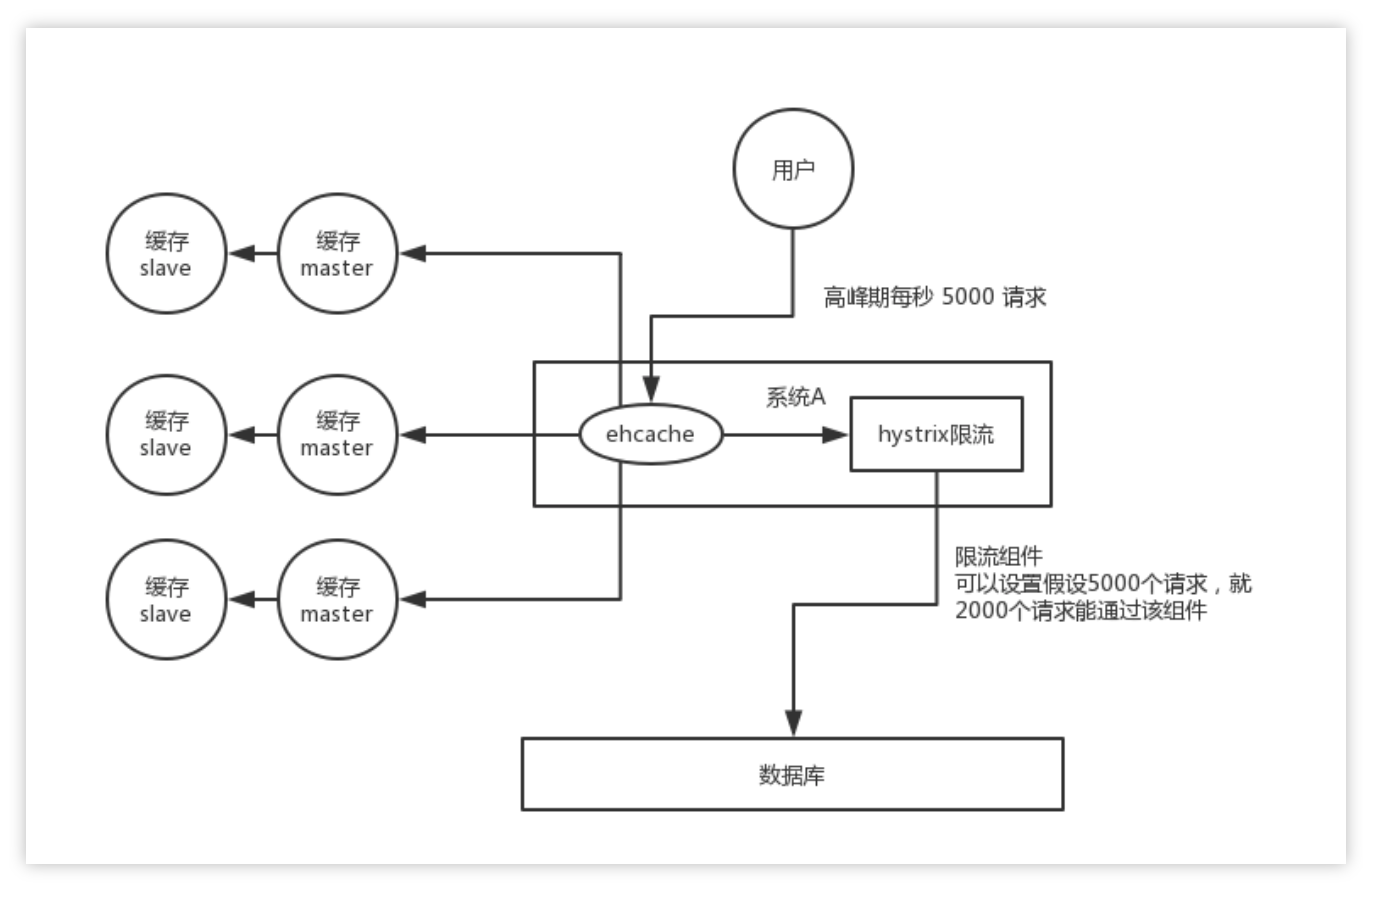 用户
高峰期每秒 5000 请求
缓存
slave
缓存
master
系统A
缓存
slave
缓存
master
ehcache
hystrix限流
限流组件
可以设置假设5000个请求，就
2000个请求能通过该组件
缓存
slave
缓存
master
数据库